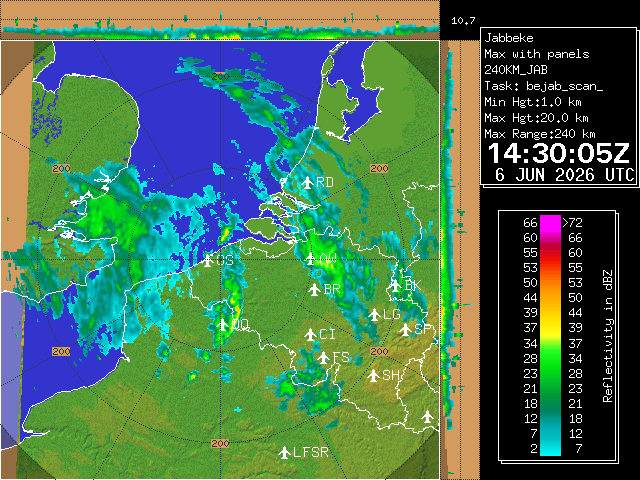 10.7
Jabbeke
Max with panels
240KM_JAB
Task: bejab_scan_
Min Hgt:1.0 km
Max Hgt:20.0 km
Max Range:240 km
14:30:05Z
6 JUN 2026 UTC
200
200
200
RD
OS
BR
BK
LG
CI
FS
SH
LFSR
200
200
200
66 >72
60 66
55 60
53 55
50 53
44 50
42 44
39 42
37 39
34 37
28 34
23 28
21 23
18 21
12 18
7 12
2 7
Reflectivity in dBZ